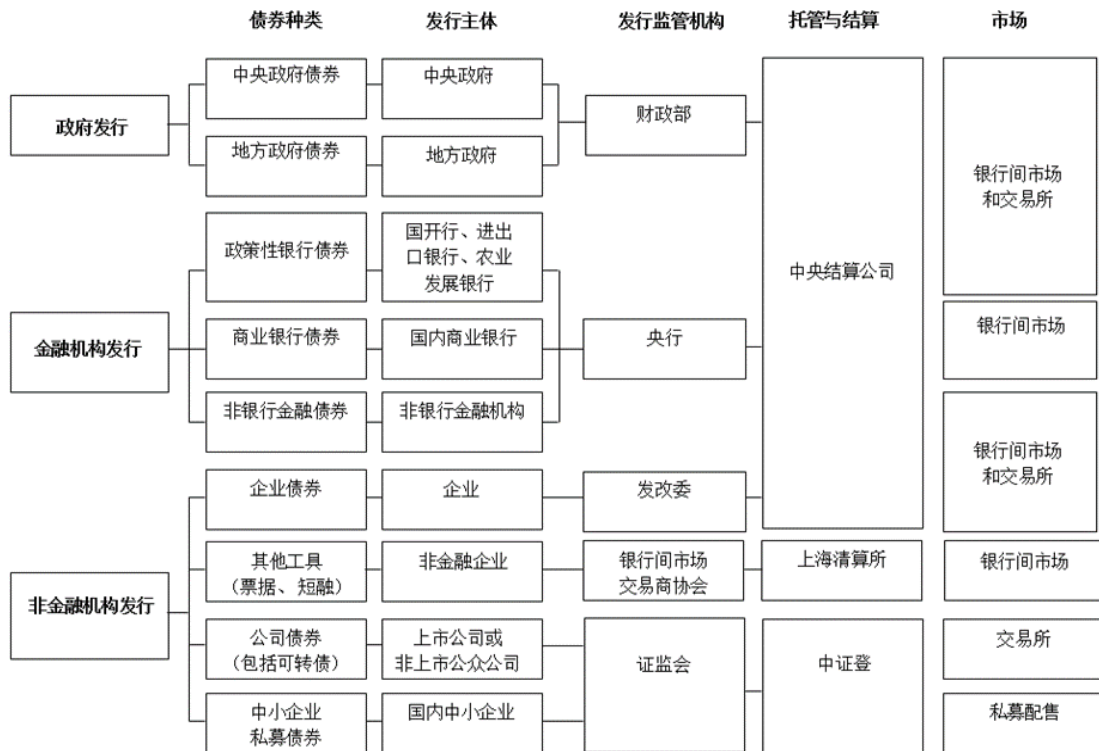 债券种类
发行主体
发行监管机构
托管与结算
市场
政府发行
中央政府债券
中央政府
地方政府债券
地方政府
财政部
金融机构发行
政策性银行债券
国开行、进出
口银行、农业
发展银行
商业银行债券
国内商业银行
非银行金融债券
非银行金融机构
央行
非金融机构发行
企业债券
企业
发改委
中央结算公司
银行间市场
和交易所
银行间市场
银行间市场
和交易所
其他工具
（票据、短融）
非金融企业
银行间市场
交易商协会
上海清算所
银行间市场
公司债券
（包括可转债）
上市公司或
非上市公众公司
中小企业
私募债券
国内中小企业
证监会
中证登
交易所
私募配售